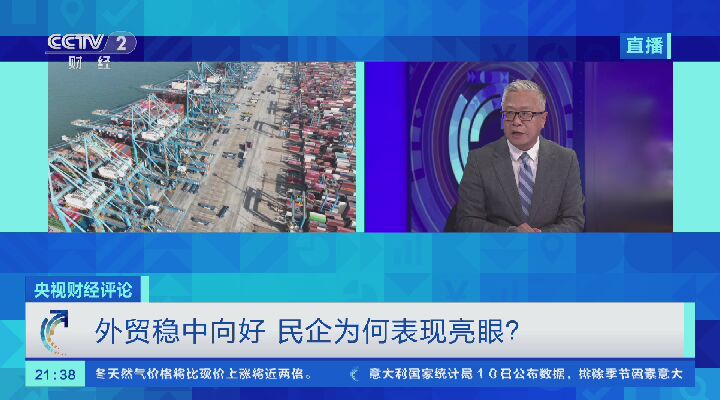 CCTV 2
财 经
直播
央视财经评论
外贸稳中向好 民企为何表现亮眼?
21:38
冬天然气价格将比现价上涨将近两倍。
意大利国家统计局10日公布数据，排除季节因素意大